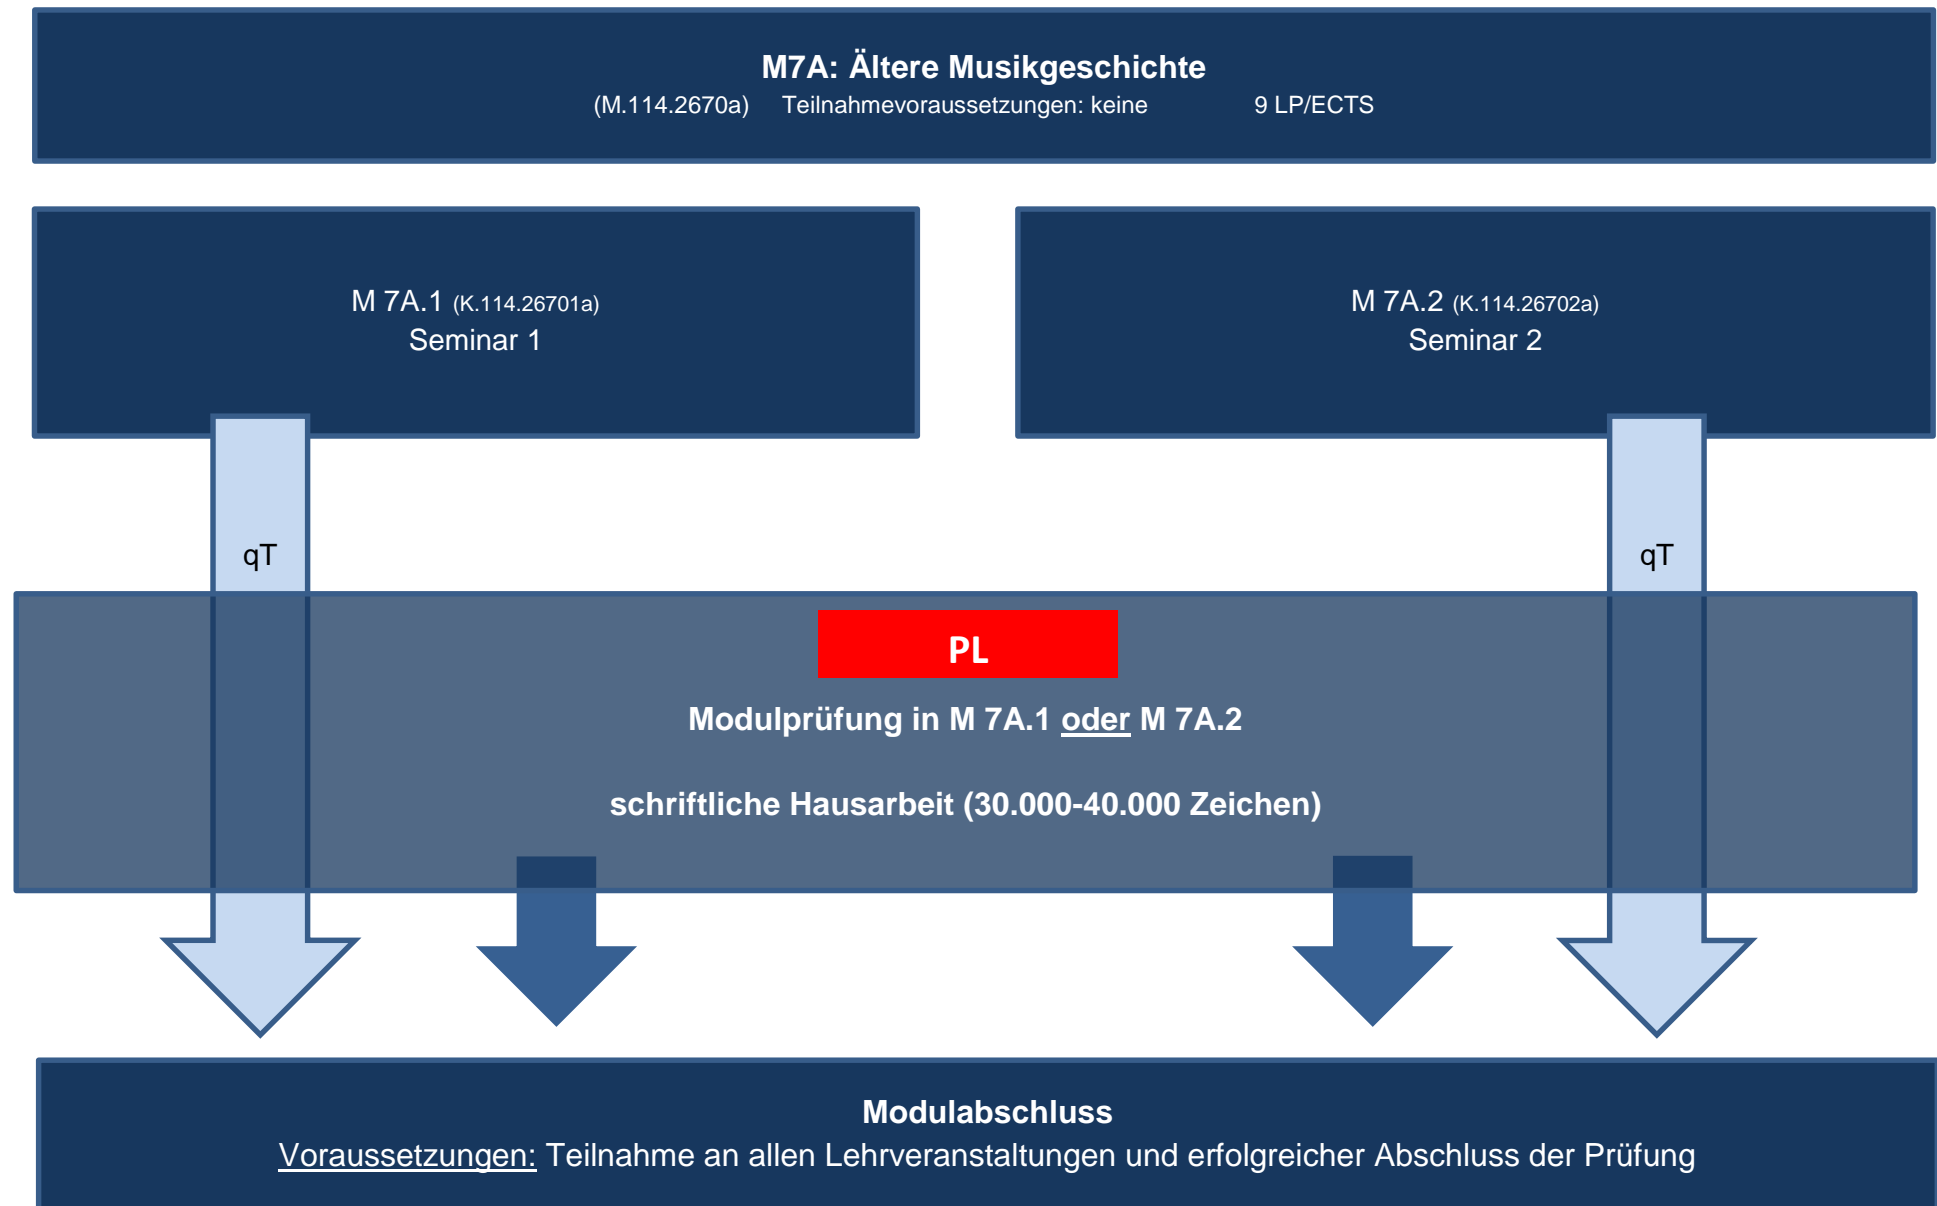 M7A: Ältere Musikgeschichte
(M.114.2670a) Teilnahmevoraussetzungen: keine 9 LP/ECTS
M 7A.1 (K.114.26701a)
Seminar 1
M 7A.2 (K.114.26702a)
Seminar 2
qT
qT
PL
Modulprüfung in M 7A.1 oder M 7A.2
schriftliche Hausarbeit (30.000-40.000 Zeichen)
Modulabschluss
Voraussetzungen: Teilnahme an allen Lehrveranstaltungen und erfolgreicher Abschluss der Prüfung